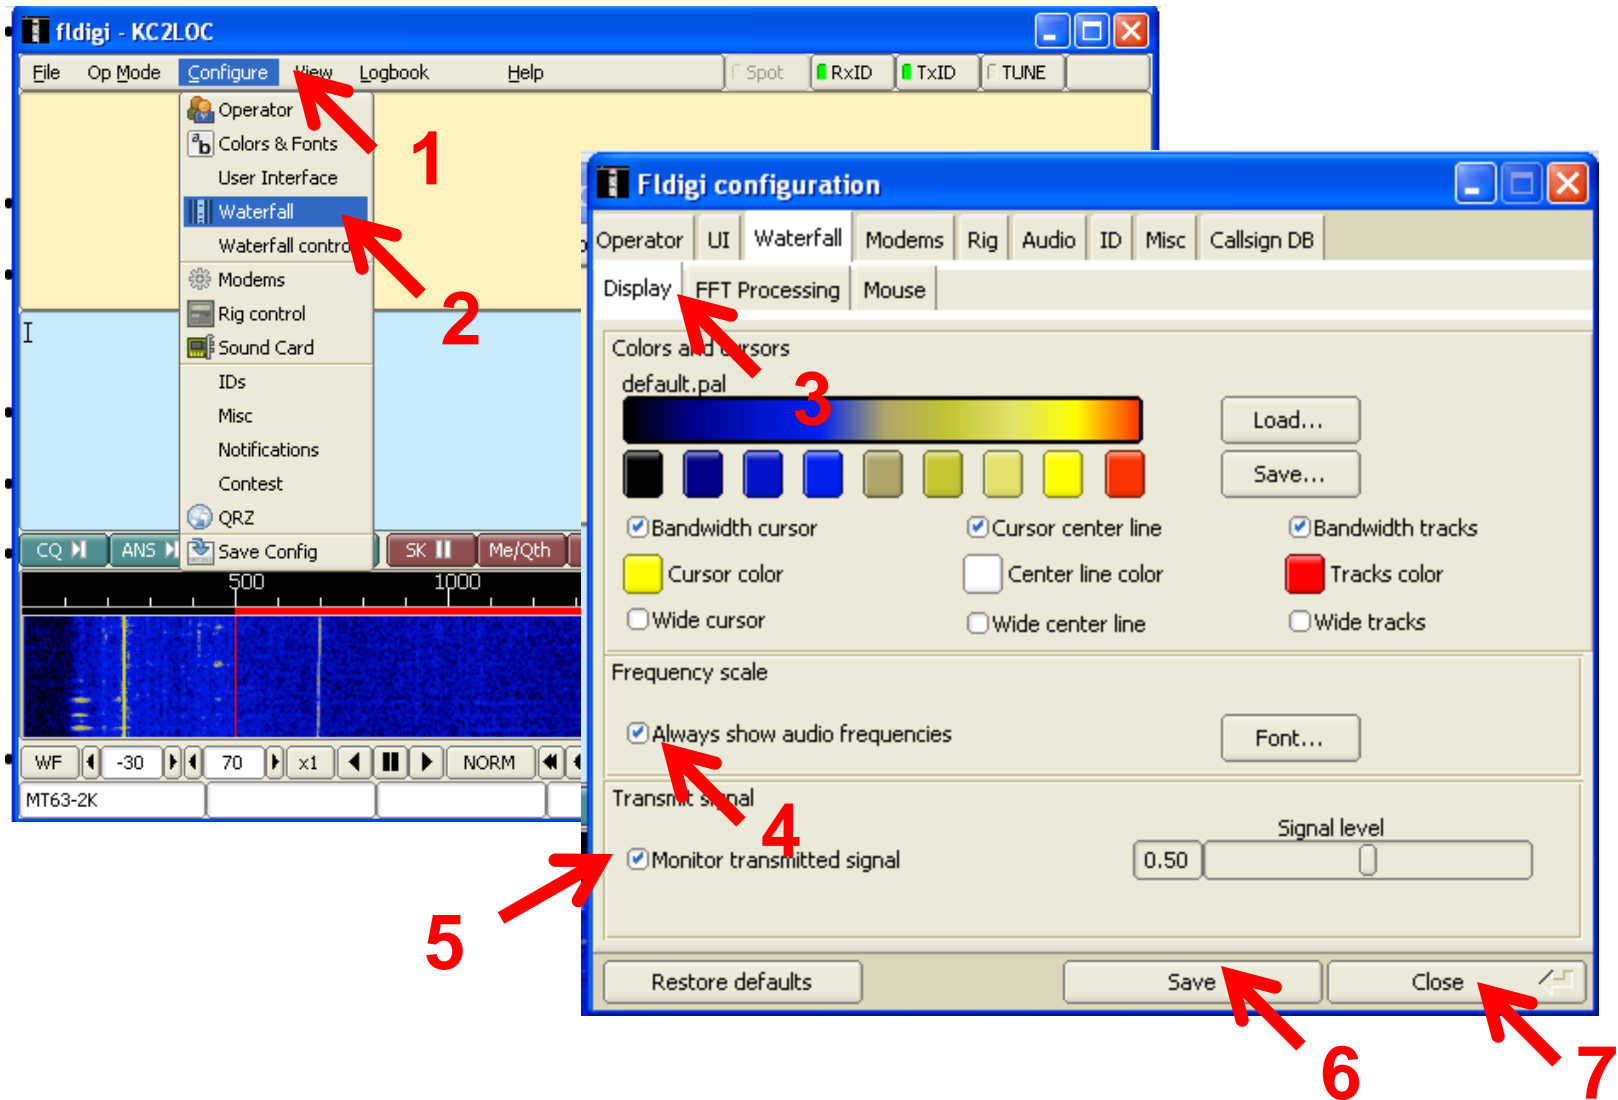 fldigi - KC2LOC
File Op Mode Configure View Logbook Help Spot RxID TxID TUNE
Operator
Colors & Fonts
User Interface
Waterfall
Waterfall contro
Modems
Rig control
Sound Card
IDs
Misc
Notifications
Contest
QRZ
Save Config
1
2
CQ ANS SK Me/Qth
500 1000
WF -30 70 x1 NORM
MT63-2K
Fldigi configuration
Operator UI Waterfall Modems Rig Audio ID Misc Callsign DB
Display FFT Processing Mouse
3
Colors and cursors
default.pal
Load...
Save...
Bandwidth cursor Cursor center line Bandwidth tracks
Cursor color Center line color Tracks color
Wide cursor Wide center line Wide tracks
Frequency scale
Always show audio frequencies Font...
4
Transmit signal
Signal level
Monitor transmitted signal 0.50
5
Restore defaults Save Close
6
7